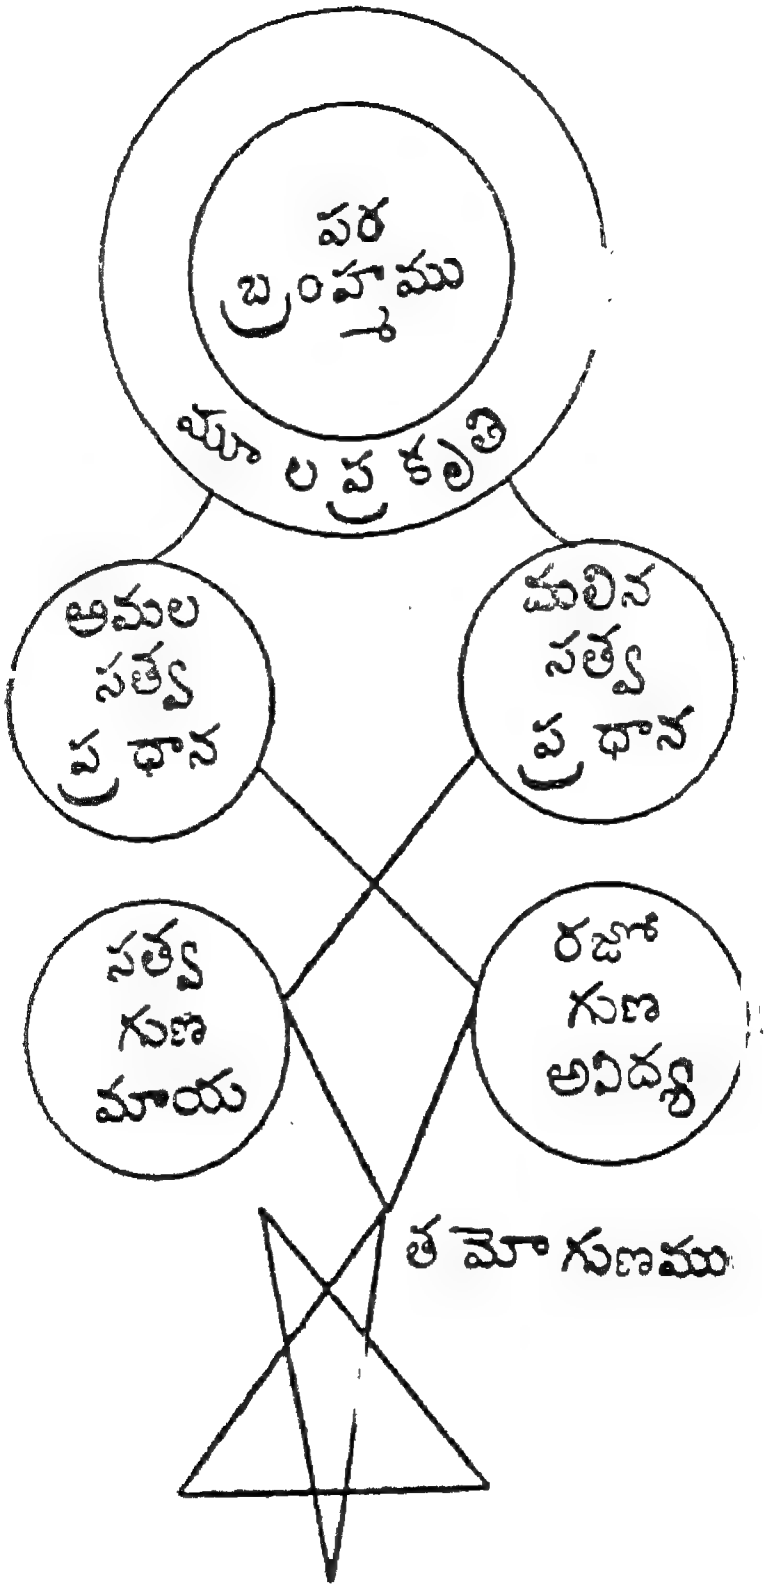 పర
బ్రంహ్మము
మూలప్రకృతి
అమల
సత్వ
ప్రధాన
మలిన
సత్వ
ప్రధాన
సత్వ
గుణ
మాయ
రజో
గుణ
అవిద్య
తమోగుణము